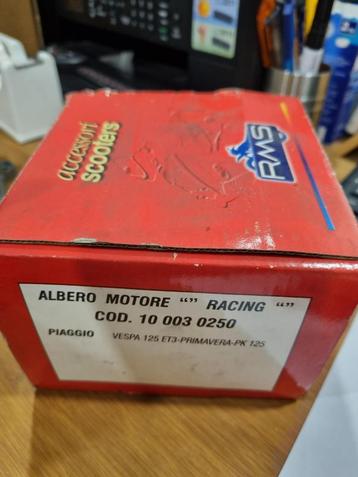 accessori
scooters
RMS
ALBERO MOTORE “” RACING “”
COD. 10 003 0250
PIAGGIO VESPA 125 ET3-PRIMAVERA-PK 125